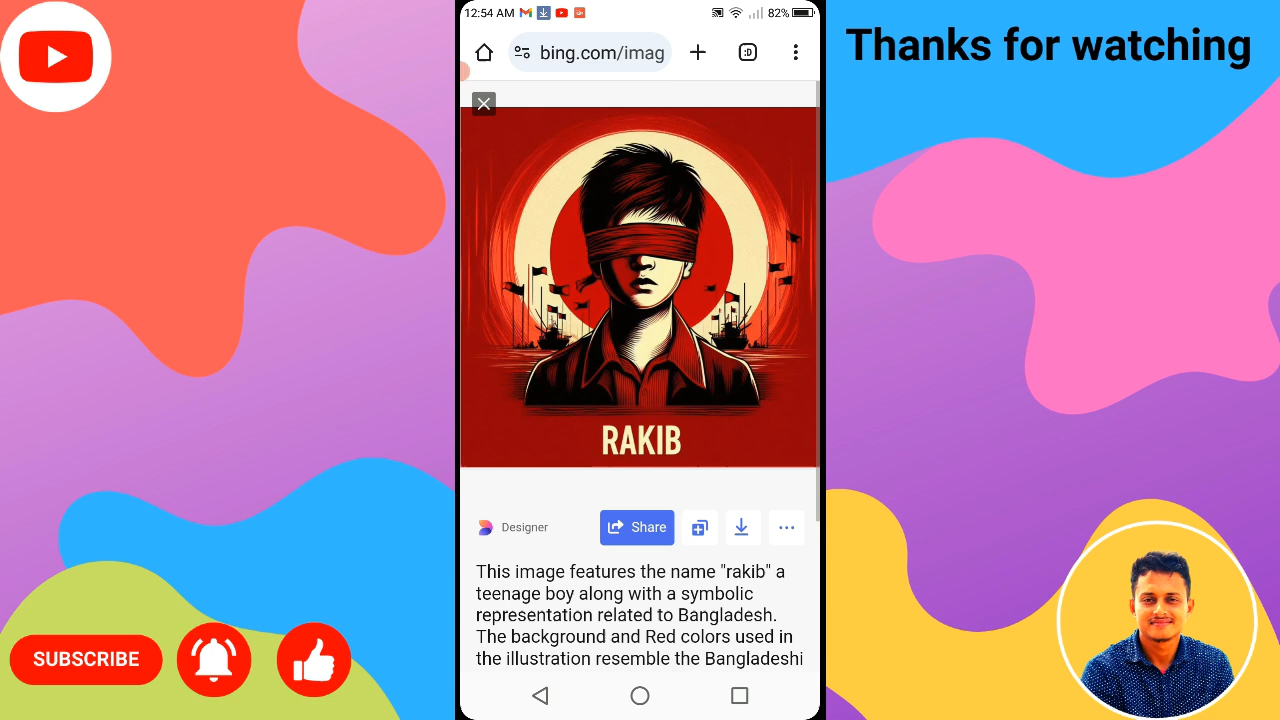 Thanks for watching
12:54 AM
82%
bing.com/imag
:D
RAKIB
Designer
Share
This image features the name "rakib" a
teenage boy along with a symbolic
representation related to Bangladesh.
The background and Red colors used in
the illustration resemble the Bangladeshi
SUBSCRIBE